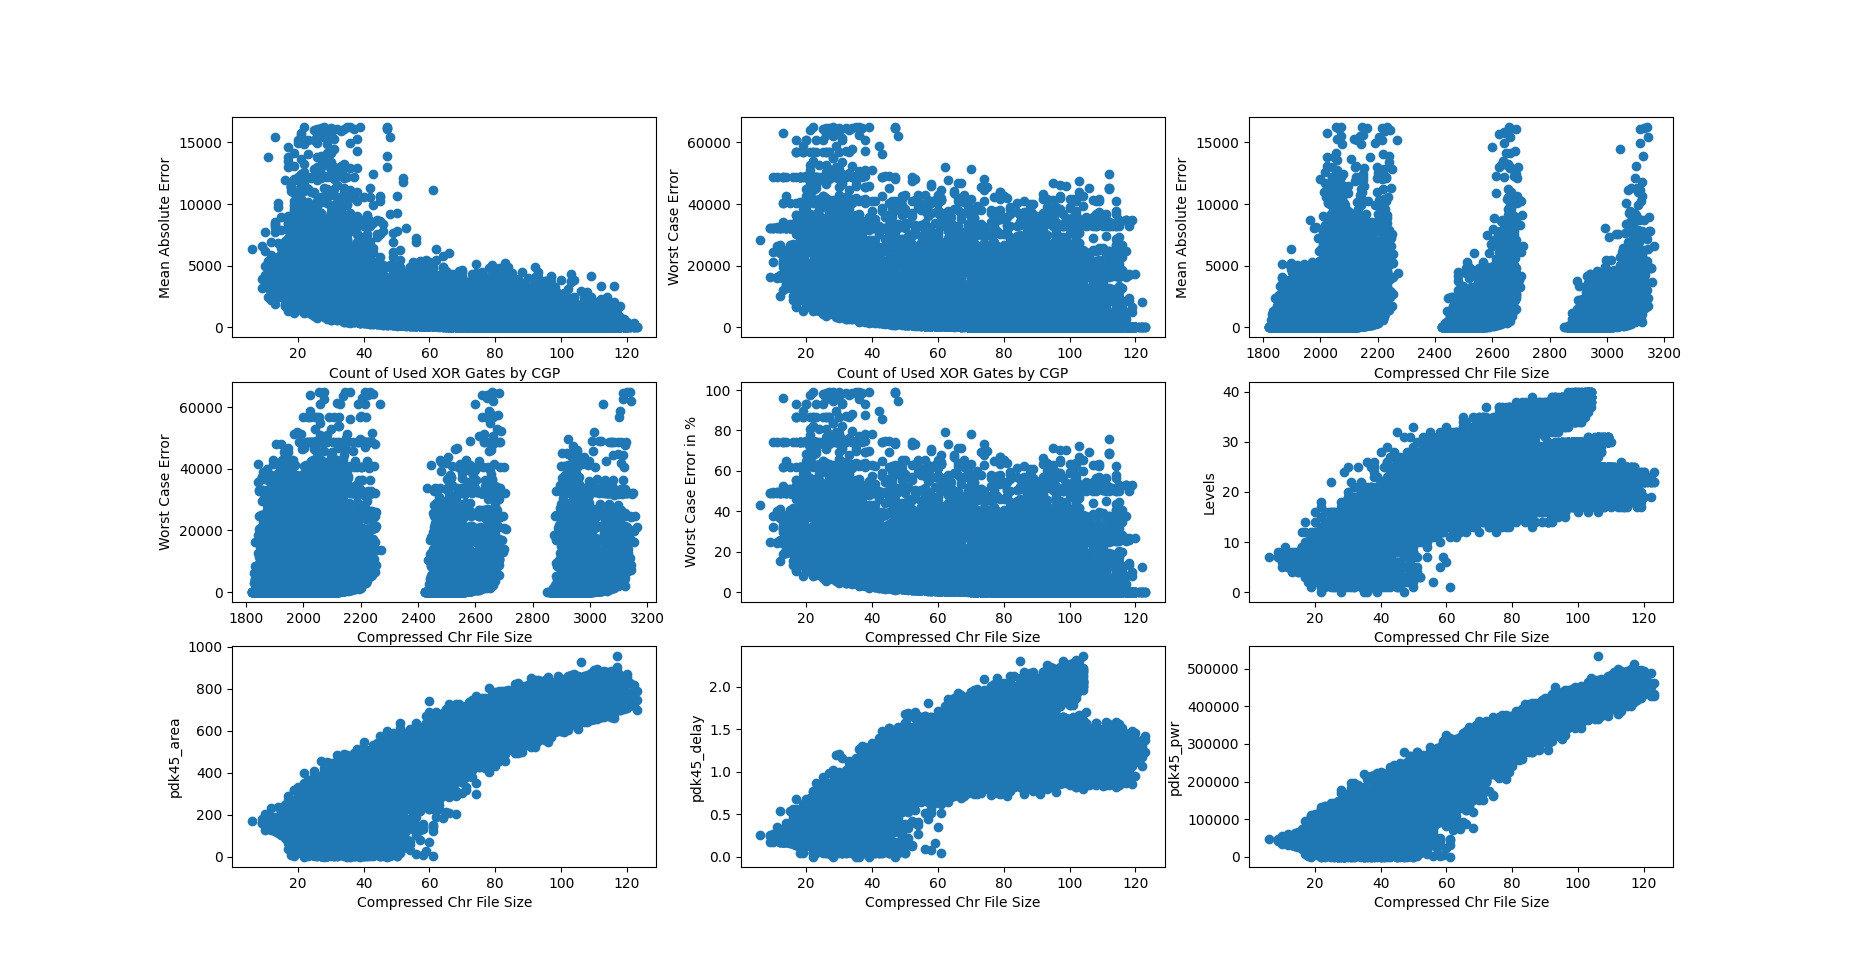 Mean Absolute Error
15000
10000
5000
0
20 40 60 80 100 120
Count of Used XOR Gates by CGP
Worst Case Error
60000
40000
20000
0
20 40 60 80 100 120
Count of Used XOR Gates by CGP
Mean Absolute Error
15000
10000
5000
0
1800 2000 2200 2400 2600 2800 3000 3200
Compressed Chr File Size
Worst Case Error
60000
40000
20000
0
1800 2000 2200 2400 2600 2800 3000 3200
Compressed Chr File Size
Worst Case Error in %
100
80
60
40
20
0
20 40 60 80 100 120
Compressed Chr File Size
Levels
40
30
20
10
0
20 40 60 80 100 120
Compressed Chr File Size
pdk45_area
1000
800
600
400
200
0
20 40 60 80 100 120
Compressed Chr File Size
pdk45_delay
2.0
1.5
1.0
0.5
0.0
20 40 60 80 100 120
Compressed Chr File Size
pdk45_pwr
500000
400000
300000
200000
100000
0
20 40 60 80 100 120
Compressed Chr File Size